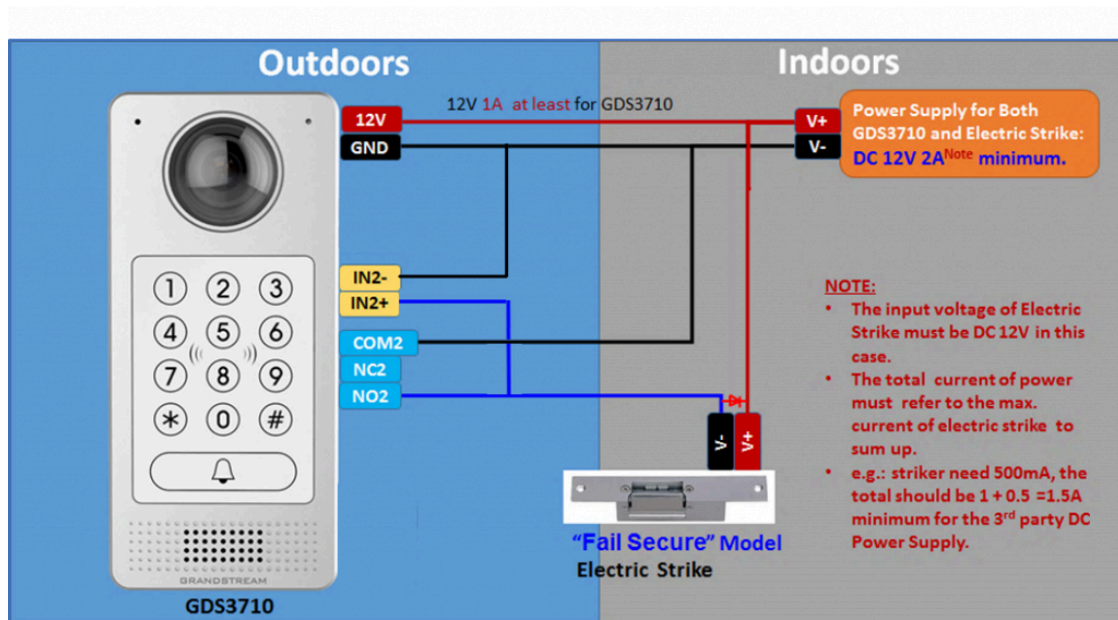 Outdoors
Indoors
12V 1A at least for GDS3710
12V
GND
V+
V-
Power Supply for Both
GDS3710 and Electric Strike:
DC 12V 2ANote minimum.
IN2-
IN2+
COM2
NC2
NO2
1 2 3
4 5 6
7 8 9
* 0 #
GRANDSTREAM
GDS3710
V-
V+
"Fail Secure" Model
Electric Strike
NOTE:
• The input voltage of Electric
Strike must be DC 12V in this
case.
• The total current of power
must refer to the max.
current of electric strike to
sum up.
• e.g.: striker need 500mA, the
total should be 1 + 0.5 =1.5A
minimum for the 3rd party DC
Power Supply.